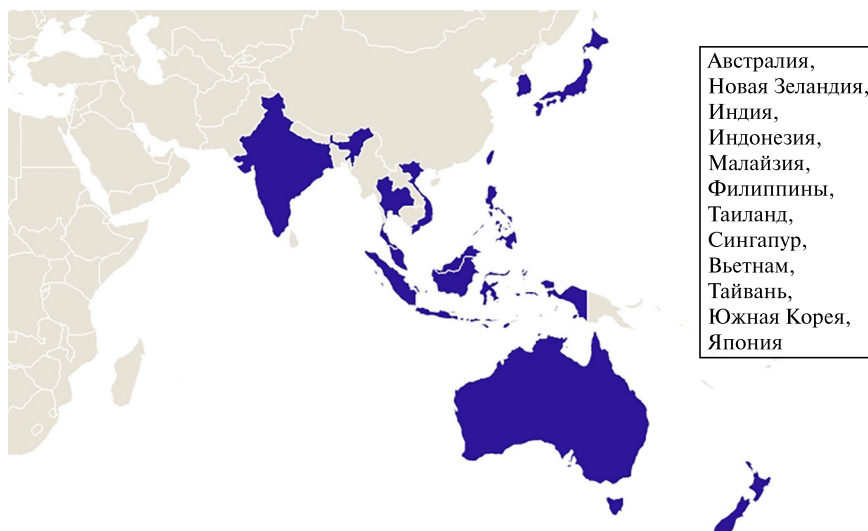 Австралия,
Новая Зеландия,
Индия,
Индонезия,
Малайзия,
Филиппины,
Таиланд,
Сингапур,
Вьетнам,
Тайвань,
Южная Корея,
Япония